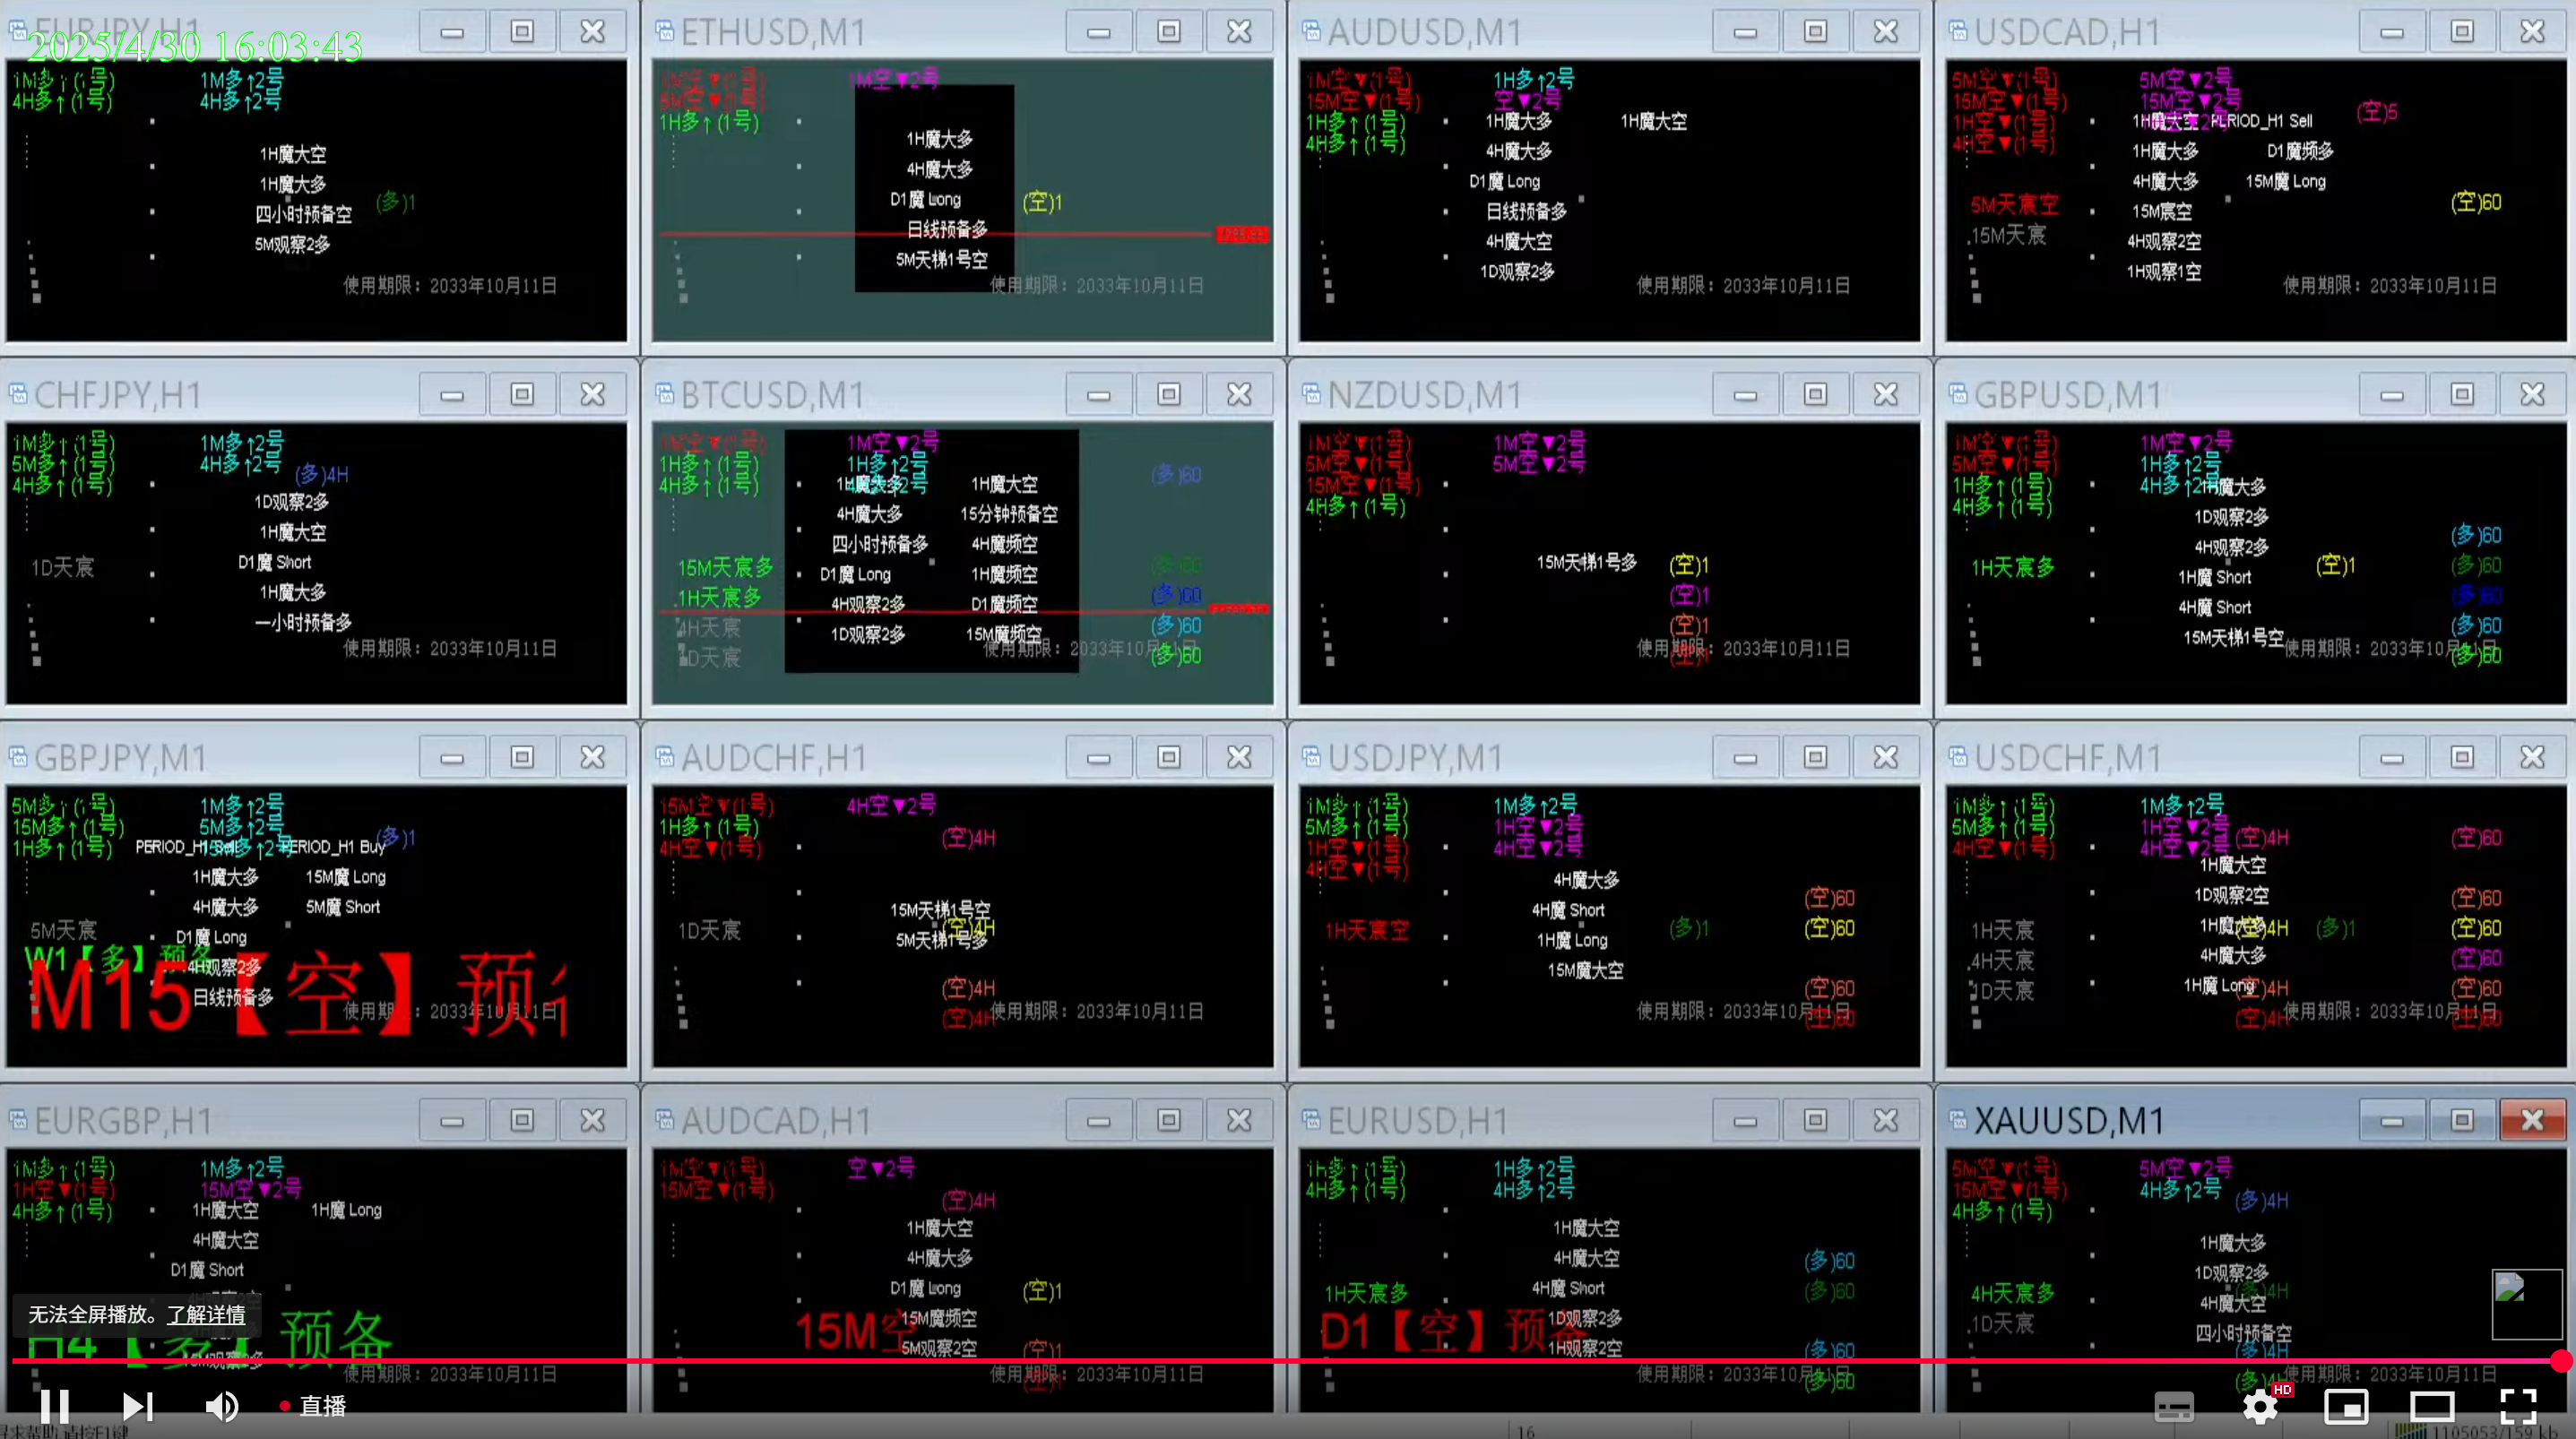 EURJPY,H1
2025/4/30 16:03:43
1M多↑(1号) 1M多↑2号
4H多↑(1号) 4H多↑2号
1H魔大空
1H魔大多 (多)1
四小时预备空
5M观察2多
使用期限：2033年10月11日
ETHUSD,M1
1M空▼(1号) 1M空▼2号
5M空▼(1号)
1H多↑(1号)
1H魔大多
4H魔大多
D1魔 Long (空)1
日线预备多
5M天梯1号空
使用期限：2033年10月11日
AUDUSD,M1
1M空▼(1号) 1H多↑2号
15M空▼(1号) 空▼2号
1H多↑(1号) 1H魔大多 1H魔大空
4H多↑(1号)
4H魔大多
D1魔 Long
日线预备多
4H魔大空
1D观察2多
使用期限：2033年10月11日
USDCAD,H1
5M空▼(1号) 5M空▼2号
15M空▼(1号) 15M空▼2号 (空)5
1H空▼(1号) 1H魔大空 PERIOD_H1 Sell
4H空▼(1号)
1H魔大多 D1魔频多
4H魔大多 15M魔 Long
5M天宸空 15M宸空 (空)60
15M天宸 4H观察2空
1H观察1空
使用期限：2033年10月11日
CHFJPY,H1
1M多↑(1号) 1M多↑2号
5M多↑(1号) 4H多↑2号 (多)4H
4H多↑(1号)
1D观察2多
1H魔大空
1D天宸 D1魔 Short
1H魔大多
一小时预备多
使用期限：2033年10月11日
BTCUSD,M1
1M空▼(1号) 1M空▼2号
1H多↑(1号) 1H多↑2号 (多)60
4H多↑(1号) 1H魔大多 1H魔大空
4H魔大多 15分钟预备空
四小时预备多 4H魔频空
15M天宸多 D1魔 Long 1H魔频空 (多)60
1H天宸多 4H观察2多 D1魔频空 (多)60
4H天宸 1D观察2多 15M魔频空 (多)60
1D天宸 (多)60
使用期限：2033年10月11日
NZDUSD,M1
1M空▼(1号) 1M空▼2号
5M空▼(1号) 5M空▼2号
15M空▼(1号)
4H多↑(1号)
15M天梯1号多 (空)1
(空)1
(空)1
使用期限：2033年10月11日
GBPUSD,M1
1M空▼(1号) 1M空▼2号
5M空▼(1号) 1H多↑2号
1H多↑(1号) 4H多↑2号 1H魔大多
4H多↑(1号)
1D观察2多
4H观察2多 (多)60
1H天宸多 1H魔 Short (空)1 (多)60
4H魔 Short (多)60
15M天梯1号空 (多)60
(多)60
使用期限：2033年10月11日
GBPJPY,M1
5M多↑(1号) 1M多↑2号
15M多↑(1号) 5M多↑2号 (多)1
1H多↑(1号) 15M多↑2号 PERIOD_H1 Buy
1H魔大多 15M魔 Long
4H魔大多 5M魔 Short
5M天宸 D1魔 Long
W1【多】预备
4H观察2多
M15【空】预
日线预备多
使用期限：2033年10月11日
AUDCHF,H1
15M空▼(1号) 4H空▼2号
1H多↑(1号) (空)4H
4H空▼(1号)
15M天梯1号空
1D天宸 (空)4H
5M天梯1号多
(空)4H
(空)4H
使用期限：2033年10月11日
USDJPY,M1
1M多↑(1号) 1M多↑2号
5M多↑(1号) 1H空▼2号
1H空▼(1号) 4H空▼2号
4H空▼(1号)
4H魔大多
4H魔 Short (空)60
1H天宸空 1H魔 Long (多)1 (空)60
15M魔大空
(空)60
(空)60
使用期限：2033年10月11日
USDCHF,M1
1M多↑(1号) 1M多↑2号
5M多↑(1号) 1H空▼2号 (空)4H (空)60
4H空▼(1号) 4H空▼2号
1H魔大空
1D观察2空 (空)60
1H天宸 1H魔大多 (空)4H (多)1 (空)60
4H天宸 4H魔大多 (空)60
1D天宸 1H魔 Long (空)4H (空)60
(空)4H (空)60
使用期限：2033年10月11日
EURGBP,H1
1M多↑(1号) 1M多↑2号
1H空▼(1号) 15M空▼2号
4H多↑(1号) 1H魔大空 1H魔 Long
4H魔大空
D1魔 Short
H4【多】预备
使用期限：2033年10月11日
AUDCAD,H1
1M空▼(1号) 空▼2号
15M空▼(1号) (空)4H
1H魔大空
4H魔大多
D1魔 Long (空)1
15M空 15M魔频空
5M观察2空 (空)1
使用期限：2033年10月11日
EURUSD,H1
1H多↑(1号) 1H多↑2号
4H多↑(1号) 4H多↑2号
1H魔大空
4H魔大空 (多)60
1H天宸多 4H魔 Short (多)60
D1【空】预备 1D观察2多
1H观察2空 (多)60
(多)60
使用期限：2033年10月11日
XAUUSD,M1
5M空▼(1号) 5M空▼2号
15M空▼(1号) 4H多↑2号 (多)4H
4H多↑(1号)
1H魔大多
1D观察2多
4H天宸多 4H魔大空
1D天宸 四小时预备空
(多)4H
(多)4H
使用期限：2033年10月11日
无法全屏播放。了解详情
直播
HD
16
1105053/159 kb